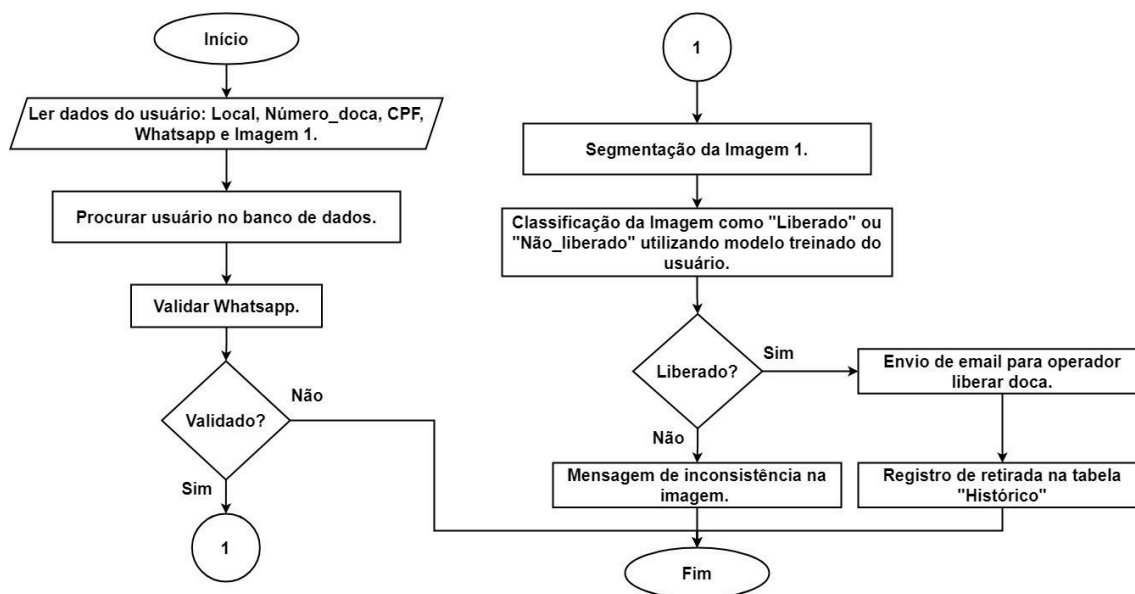 Início
Ler dados do usuário: Local, Número_doca, CPF,
Whatsapp e Imagem 1.
Procurar usuário no banco de dados.
Validar Whatsapp.
Validado?
Não
Sim
1
1
Segmentação da Imagem 1.
Classificação da Imagem como "Liberado" ou
"Não_liberado" utilizando modelo treinado do
usuário.
Liberado?
Sim
Não
Envio de email para operador
liberar doca.
Mensagem de inconsistência na
imagem.
Registro de retirada na tabela
"Histórico"
Fim